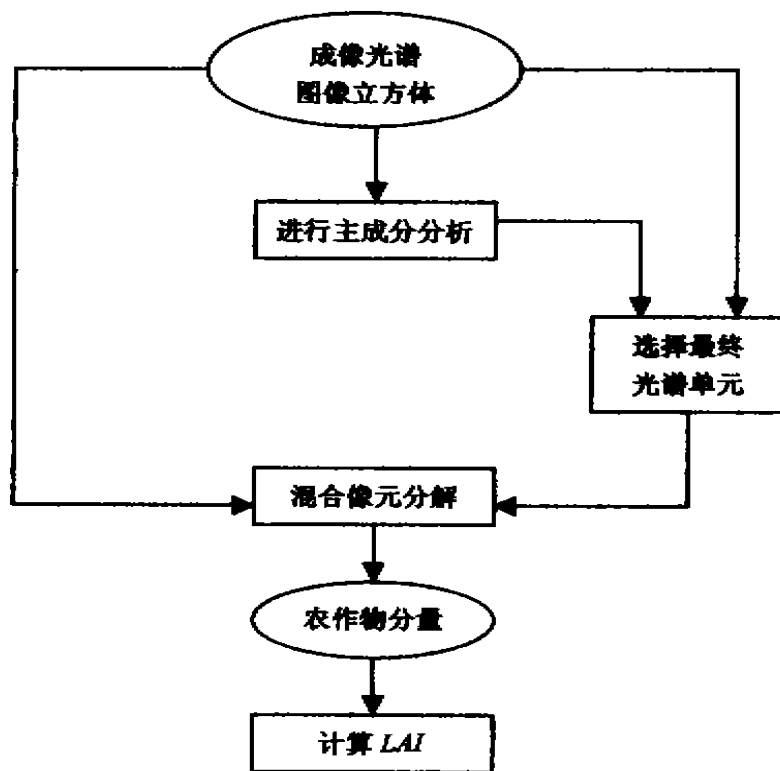 成像光谱
图像立方体
进行主成分分析
选择最终
光谱单元
混合像元分解
农作物分量
计算 LAI